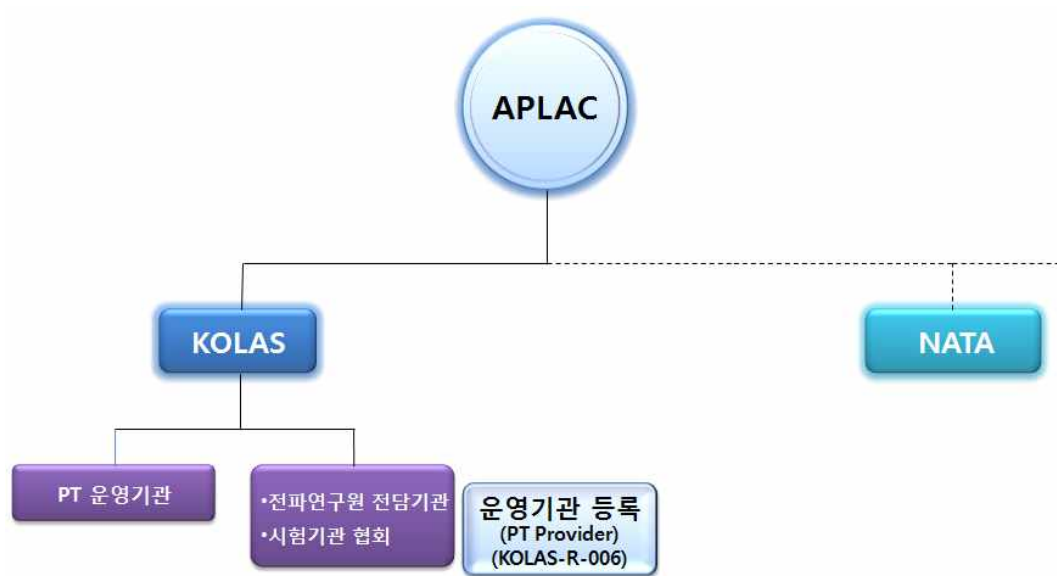 APLAC
KOLAS
NATA
PT 운영기관
•전파연구원 전담기관
•시험기관 협회
운영기관 등록
(PT Provider)
(KOLAS-R-006)